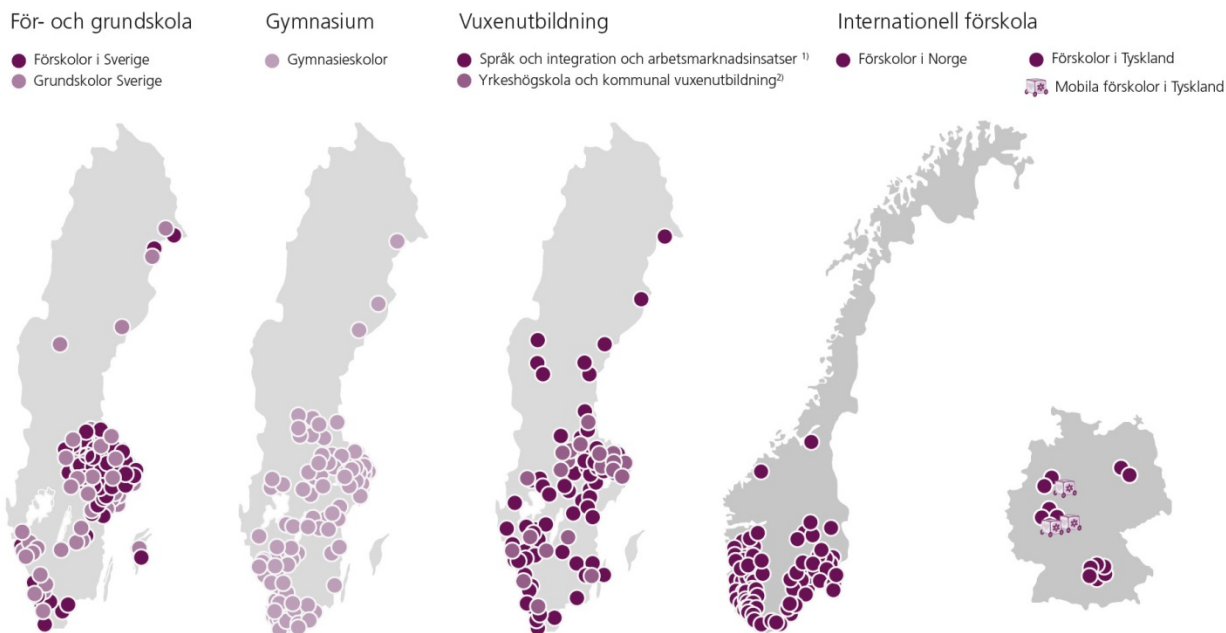 För- och grundskola
Förskolor i Sverige
Grundskolor Sverige
Gymnasium
Gymnasieskolor
Vuxenutbildning
Språk och integration och arbetsmarknadsinsatser 1)
Yrkeshögskola och kommunal vuxenutbildning2)
Internationell förskola
Förskolor i Norge
Förskolor i Tyskland
Mobila förskolor i Tyskland